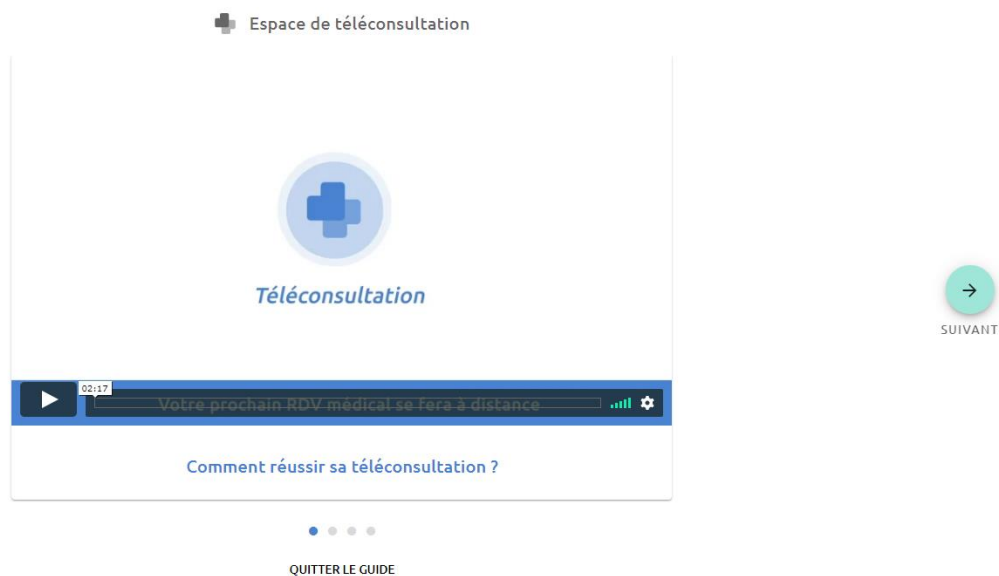 Espace de téléconsultation
Téléconsultation
SUIVANT
02:17
Votre prochain RDV médical se fera à distance
Comment réussir sa téléconsultation ?
QUITTER LE GUIDE